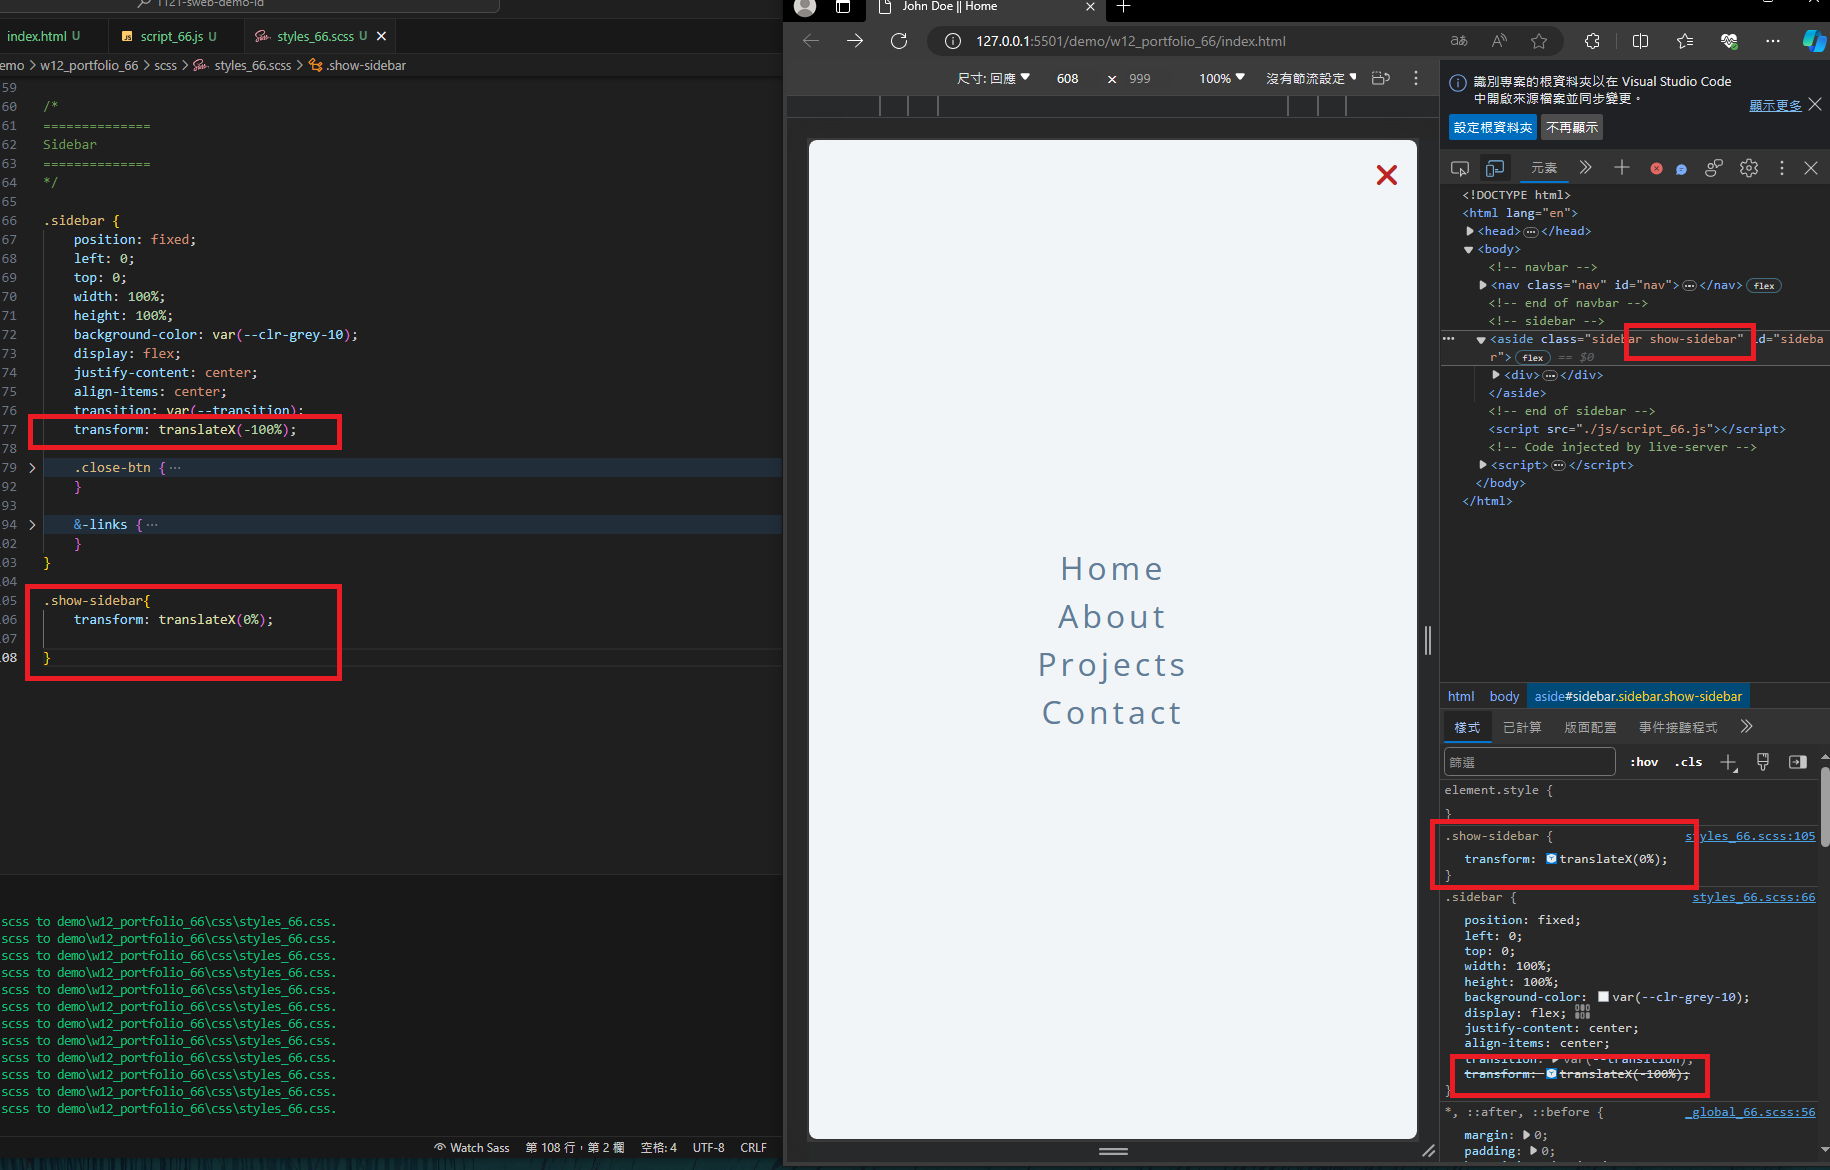 1121-sweb-demo-id
index.html U
script_66.js U
styles_66.scss U
emo > w12_portfolio_66 > scss > styles_66.scss > .show-sidebar
59
60 /*
61 ==============
62 Sidebar
63 ==============
64 */
65
66 .sidebar {
67 position: fixed;
68 left: 0;
69 top: 0;
70 width: 100%;
71 height: 100%;
72 background-color: var(--clr-grey-10);
73 display: flex;
74 justify-content: center;
75 align-items: center;
76 transition: var(--transition);
77 transform: translateX(-100%);
78
79 > .close-btn { ...
92 }
93
94 > &-links { ...
02 }
03 }
04
05 .show-sidebar{
06 transform: translateX(0%);
07
08 }
scss to demo\w12_portfolio_66\css\styles_66.css.
scss to demo\w12_portfolio_66\css\styles_66.css.
scss to demo\w12_portfolio_66\css\styles_66.css.
scss to demo\w12_portfolio_66\css\styles_66.css.
scss to demo\w12_portfolio_66\css\styles_66.css.
scss to demo\w12_portfolio_66\css\styles_66.css.
scss to demo\w12_portfolio_66\css\styles_66.css.
scss to demo\w12_portfolio_66\css\styles_66.css.
scss to demo\w12_portfolio_66\css\styles_66.css.
scss to demo\w12_portfolio_66\css\styles_66.css.
scss to demo\w12_portfolio_66\css\styles_66.css.
scss to demo\w12_portfolio_66\css\styles_66.css.
Watch Sass 第 108 行，第 2 欄 空格: 4 UTF-8 CRLF
John Doe || Home
127.0.0.1:5501/demo/w12_portfolio_66/index.html
尺寸: 回應 608 × 999 100% 沒有節流設定
Home
About
Projects
Contact
識別專案的根資料夾以在 Visual Studio Code
中開啟來源檔案並同步變更。
顯示更多
設定根資料夾 不再顯示
元素
<!DOCTYPE html>
<html lang="en">
<head>...</head>
<body>
<!-- navbar -->
<nav class="nav" id="nav">...</nav> flex
<!-- end of navbar -->
<!-- sidebar -->
<aside class="sidebar show-sidebar" id="sideba
r"> flex == $0
<div>...</div>
</aside>
<!-- end of sidebar -->
<script src="./js/script_66.js"></script>
<!-- Code injected by live-server -->
<script>...</script>
</body>
</html>
html body aside#sidebar.sidebar.show-sidebar
樣式 已計算 版面配置 事件接聽程式
篩選 :hov .cls
element.style {
}
.show-sidebar { styles_66.scss:105
transform: translateX(0%);
}
.sidebar { styles_66.scss:66
position: fixed;
left: 0;
top: 0;
width: 100%;
height: 100%;
background-color: var(--clr-grey-10);
display: flex;
justify-content: center;
align-items: center;
transition: var(--transition);
transform: translateX(-100%);
}
*, ::after, ::before { _global_66.scss:56
margin: 0;
padding: 0;